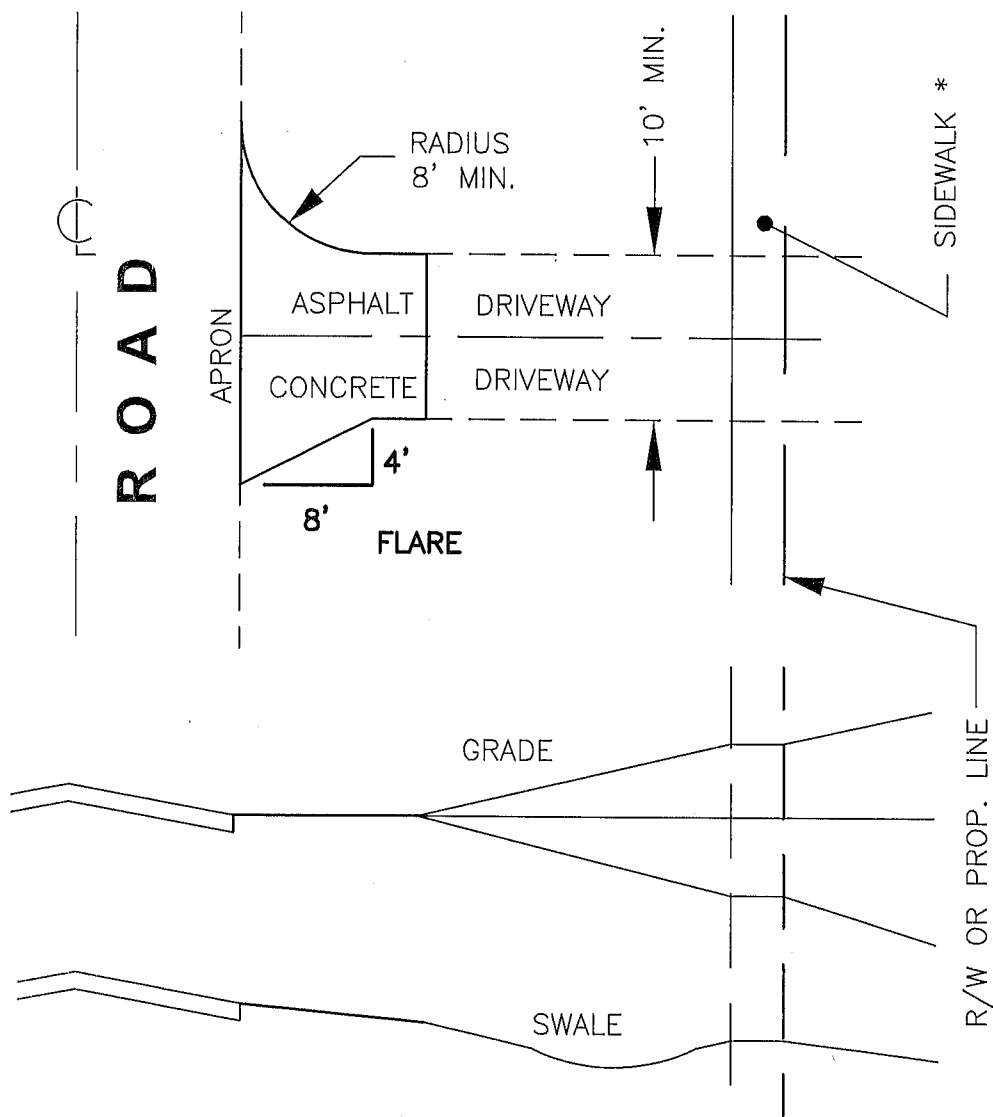 ℄
ROAD
RADIUS
8' MIN.
10' MIN.
SIDEWALK *
APRON
ASPHALT
DRIVEWAY
CONCRETE
DRIVEWAY
4'
8'
FLARE
GRADE
R/W OR PROP. LINE
SWALE